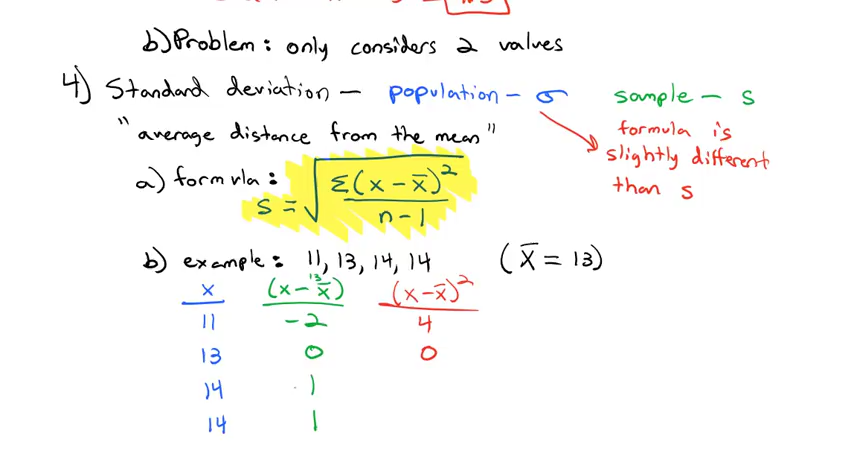 b) Problem: only considers 2 values
4) Standard deviation – population – σ sample – s
"average distance from the mean" formula is
slightly different
than s
a) formula: s = √(Σ(x – x̄)² / (n – 1))
b) example: 11, 13, 14, 14 (x̄ = 13)
13
x (x – x̄) (x – x̄)²
11 -2 4
13 0 0
14 1
14 1